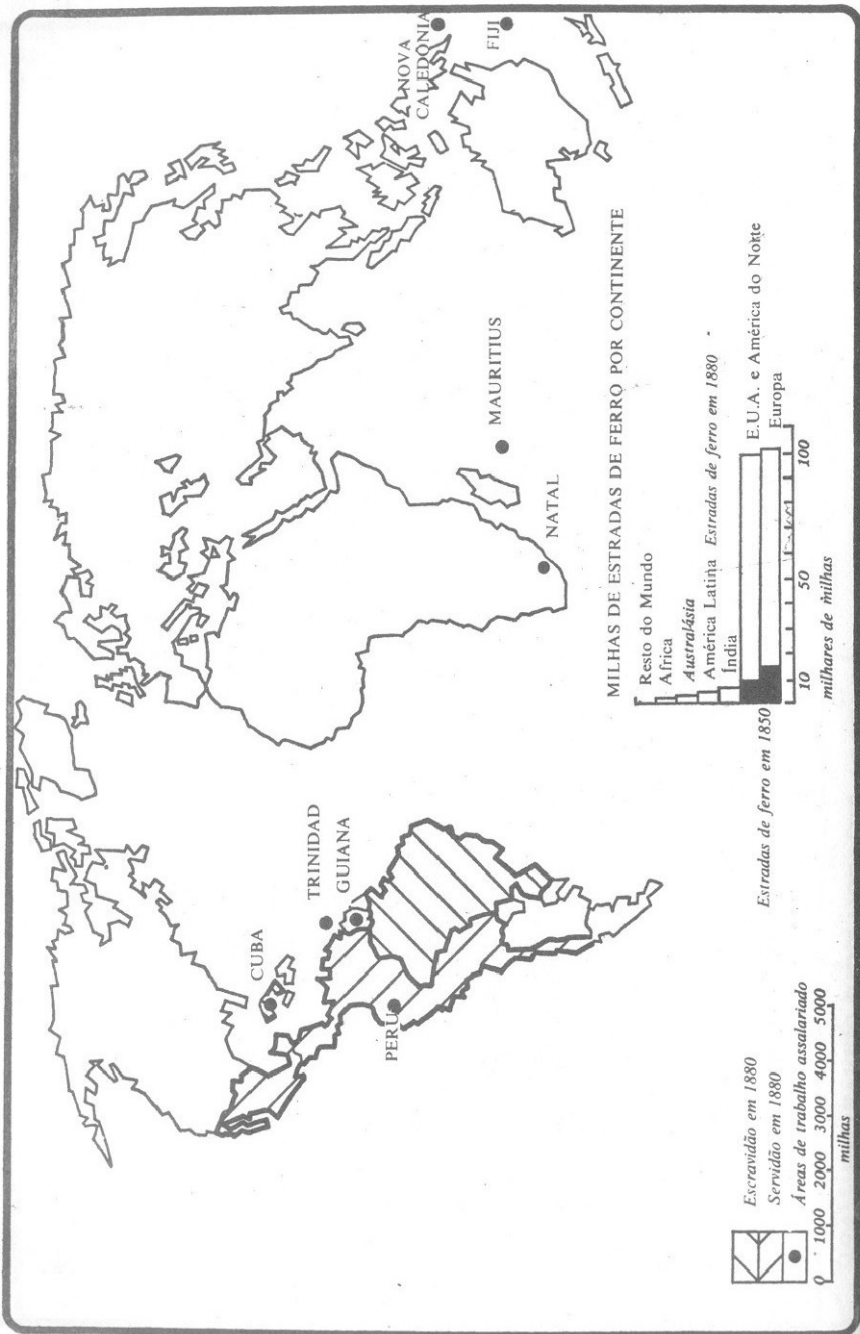 NOVA
CALEDÔNIA
FIJI
CUBA
TRINIDAD
GUIANA
PERU
MAURITIUS
NATAL
MILHAS DE ESTRADAS DE FERRO POR CONTINENTE
Resto do Mundo
África
Australásia
América Latina Estradas de ferro em 1880
Índia
E.U.A. e América do Norte
Europa
Estradas de ferro em 1850
10 50 100
milhares de milhas
Escravidão em 1880
Servidão em 1880
Áreas de trabalho assalariado
0 1000 2000 3000 4000 5000
milhas